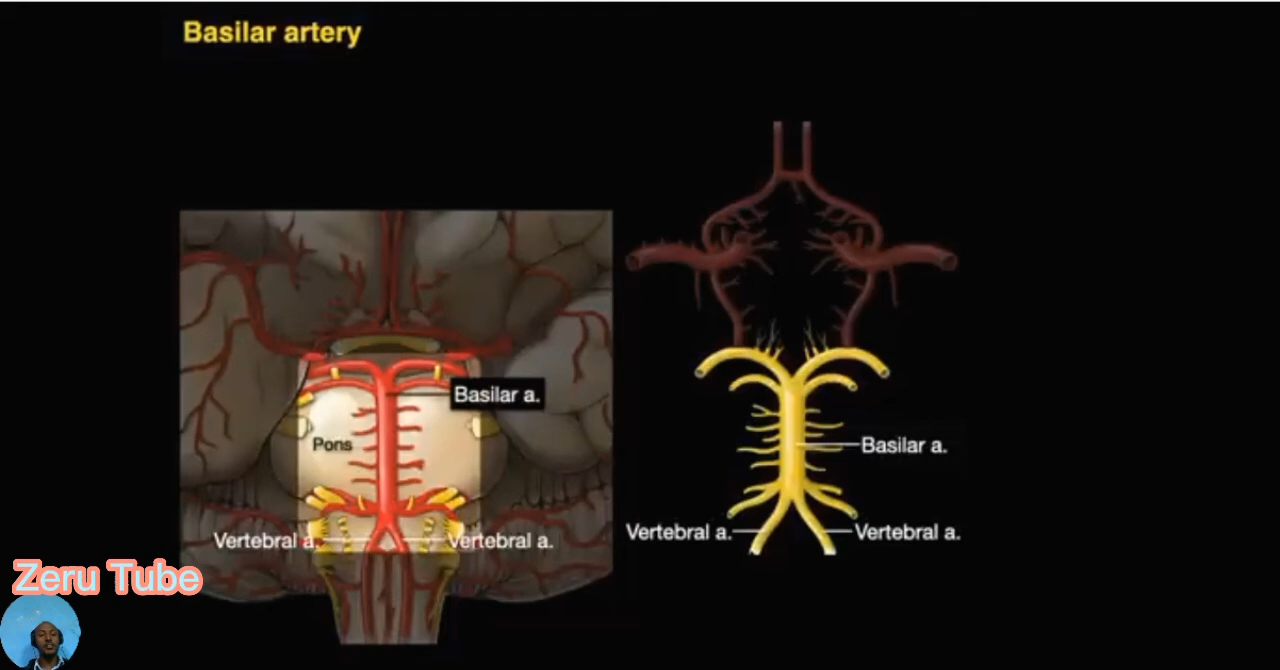 Basilar artery
Basilar a.
Pons
Vertebral a.
Vertebral a.
Basilar a.
Vertebral a.
Vertebral a.
Zeru Tube